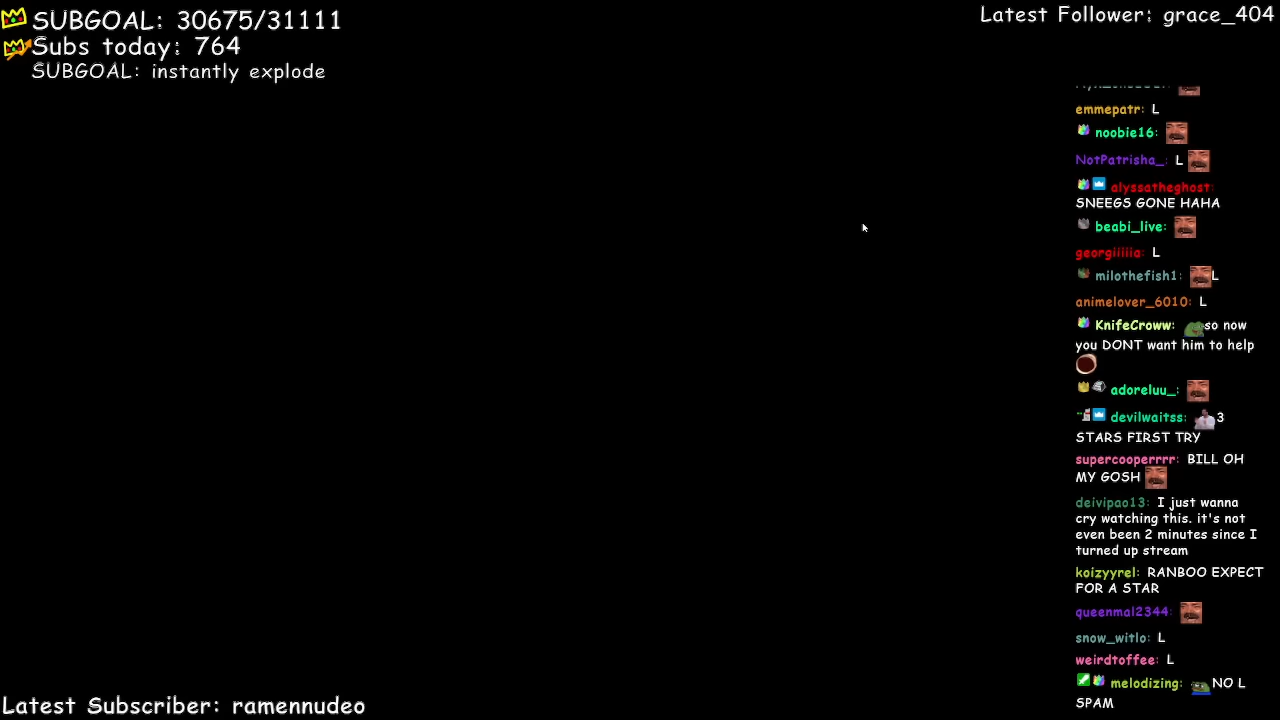 SUBGOAL: 30675/31111
Subs today: 764
SUBGOAL: instantly explode
Latest Follower: grace_404
emmepatr: L
noobie16:
NotPatrisha_: L
alyssatheghost:
SNEEGS GONE HAHA
beabi_live:
georgiiiiia: L
milothefish1: L
animelover_6010: L
KnifeCroww: so now
you DONT want him to help
adoreluu_:
devilwaitss: 3
STARS FIRST TRY
supercooperrrr: BILL OH
MY GOSH
deivipao13: I just wanna
cry watching this. it's not
even been 2 minutes since I
turned up stream
koizyyrel: RANBOO EXPECT
FOR A STAR
queenmal2344:
snow_witlo: L
weirdtoffee: L
melodizing: NO L
SPAM
Latest Subscriber: ramennudeo